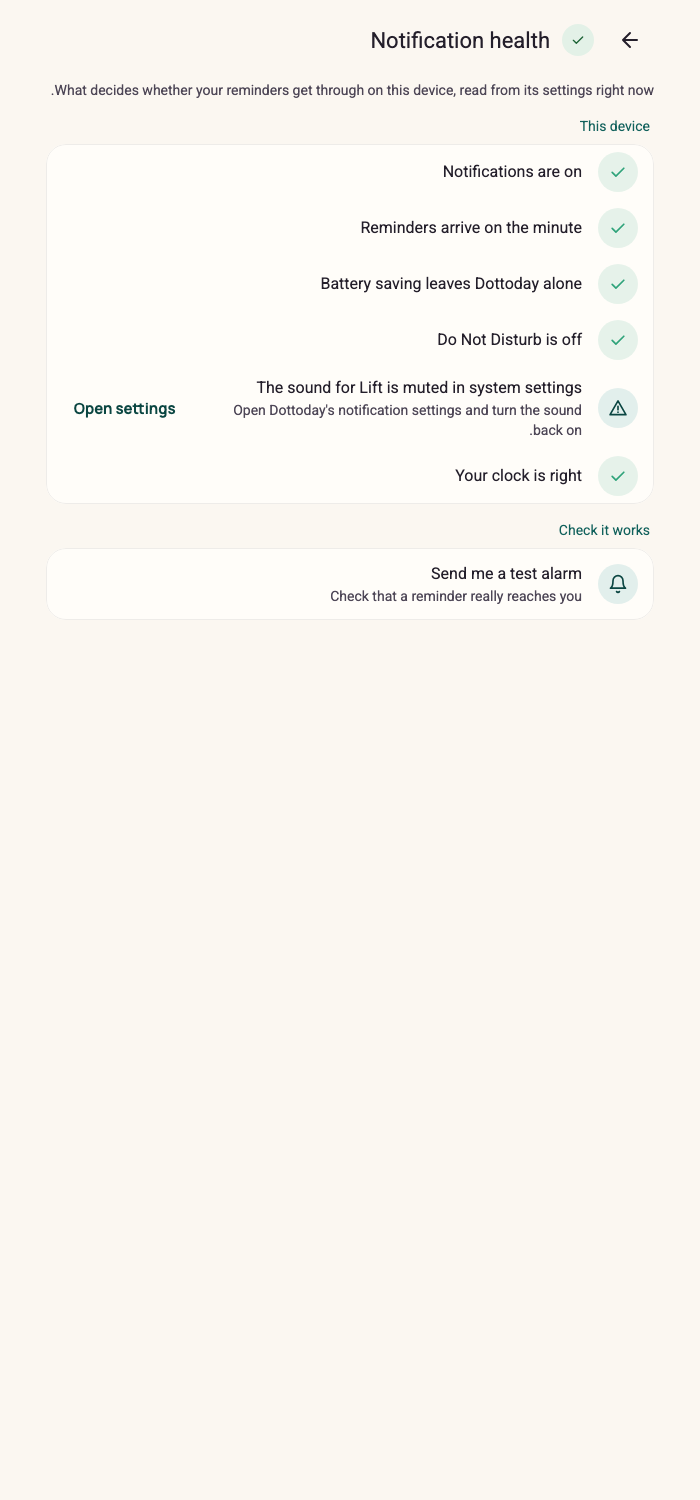 Notification health
What decides whether your reminders get through on this device, read from its settings right now.
This device
Notifications are on
Reminders arrive on the minute
Battery saving leaves Dottoday alone
Do Not Disturb is off
The sound for Lift is muted in system settings
Open Dottoday's notification settings and turn the sound
back on.
Open settings
Your clock is right
Check it works
Send me a test alarm
Check that a reminder really reaches you